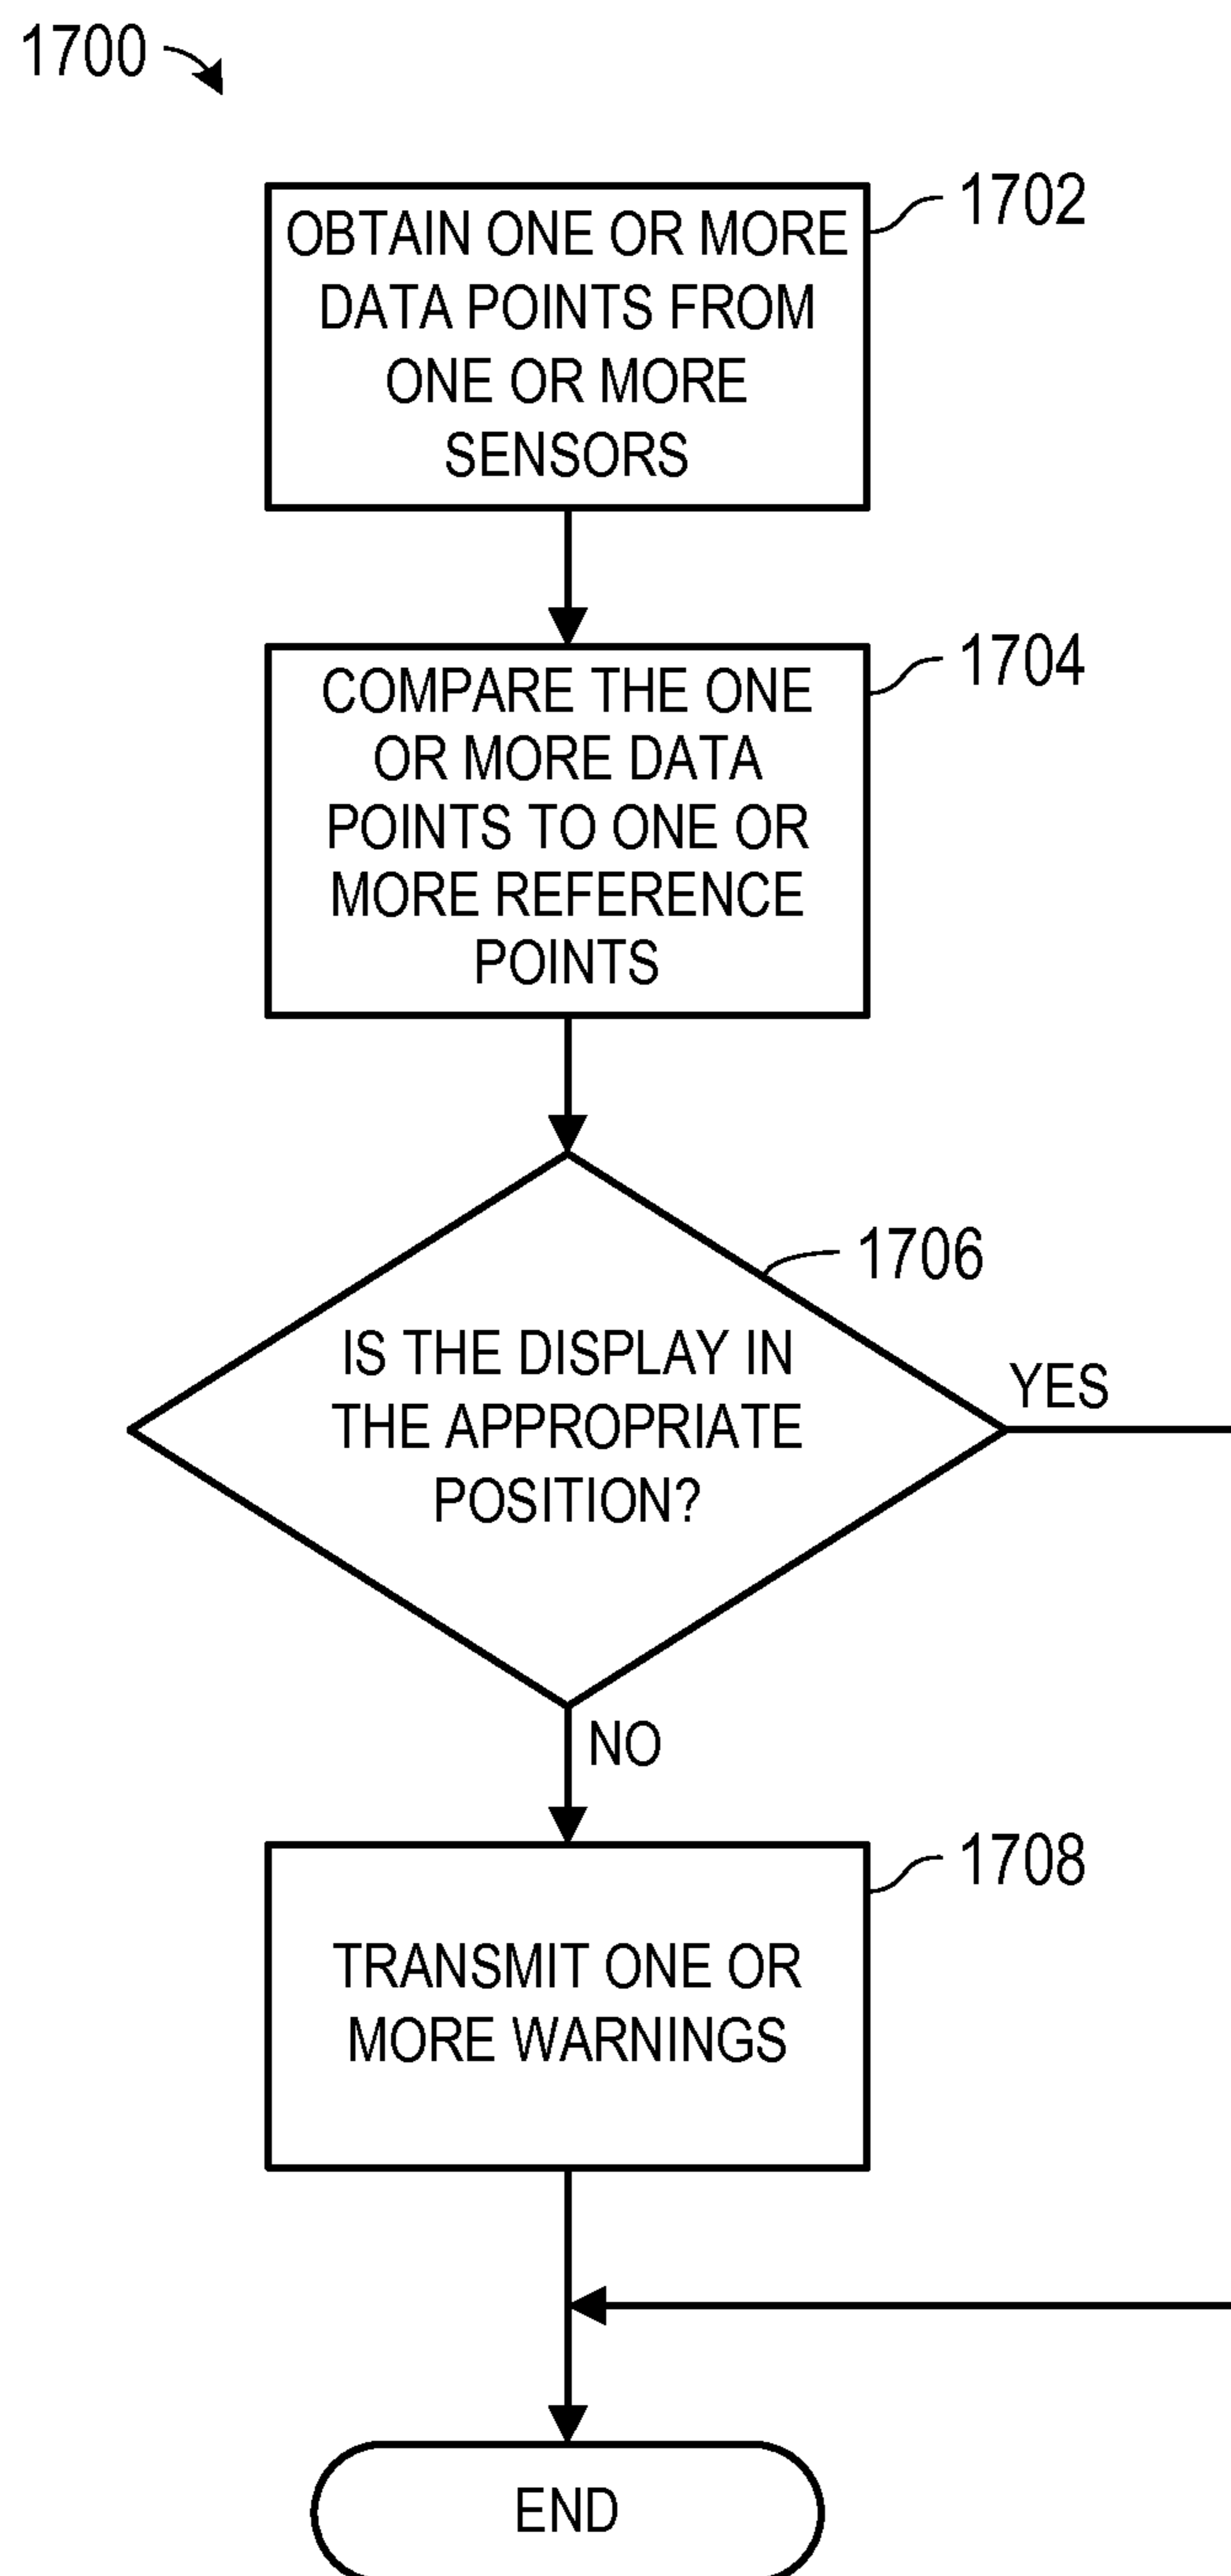 1700
OBTAIN ONE OR MORE
DATA POINTS FROM
ONE OR MORE
SENSORS
1702
COMPARE THE ONE
OR MORE DATA
POINTS TO ONE OR
MORE REFERENCE
POINTS
1704
1706
IS THE DISPLAY IN
THE APPROPRIATE
POSITION?
YES
NO
1708
TRANSMIT ONE OR
MORE WARNINGS
END